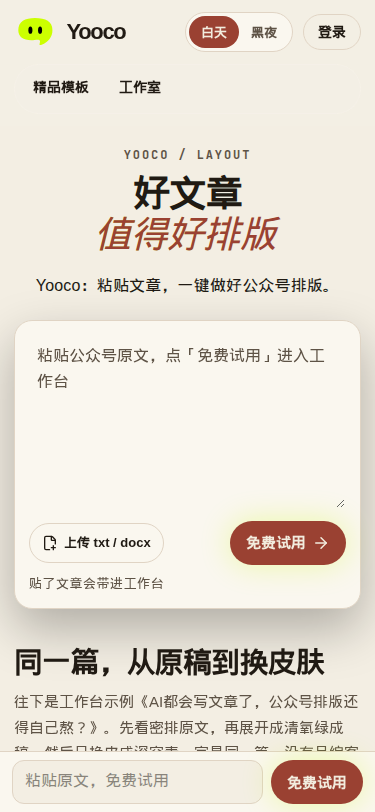 Yooco
白天
黑夜
登录
精品模板
工作室
YOOCO / LAYOUT
好文章
值得好排版
Yooco：粘贴文章，一键做好公众号排版。
粘贴公众号原文，点「免费试用」进入工
作台
上传 txt / docx
免费试用
贴了文章会带进工作台
同一篇，从原稿到换皮肤
往下是工作台示例《AI都会写文章了，公众号排版还
得自己熬？》。先看密排原文，再展开成清氧绿成
粘贴原文，免费试用
免费试用